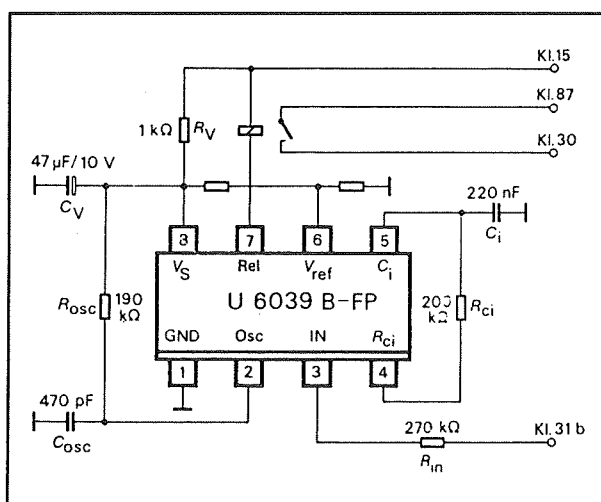 Kl.15
Kl.87
1 kΩ
R_V
Kl.30
47 µF/10 V
C_V
220 nF
C_i
8
7
6
5
V_S
Rel
V_ref
C_i
U 6039 B-FP
R_osc
190 kΩ
200 kΩ
R_ci
GND
Osc
IN
R_ci
1
2
3
4
470 pF
C_osc
270 kΩ
R_in
Kl.31 b